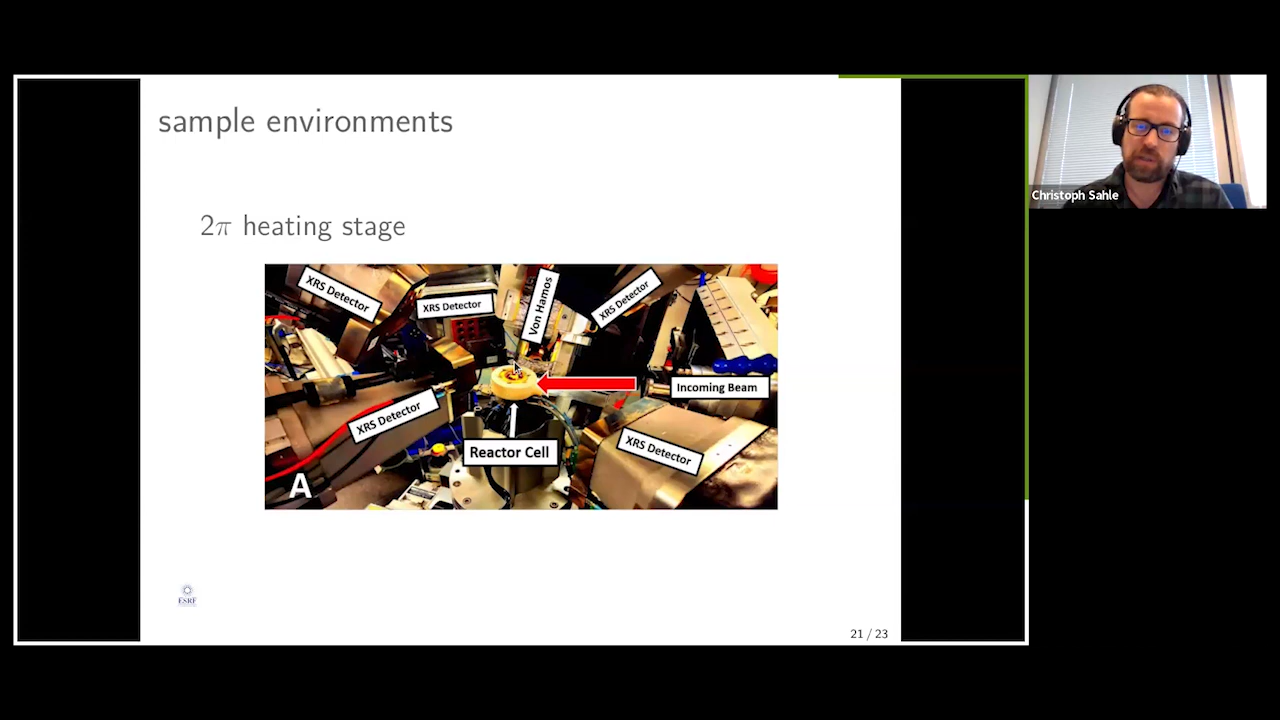 sample environments
Christoph Sahle
2π heating stage
XRS Detector
XRS Detector
Von Hamos
XRS Detector
Incoming Beam
XRS Detector
Reactor Cell
XRS Detector
A
ESRF
21 / 23